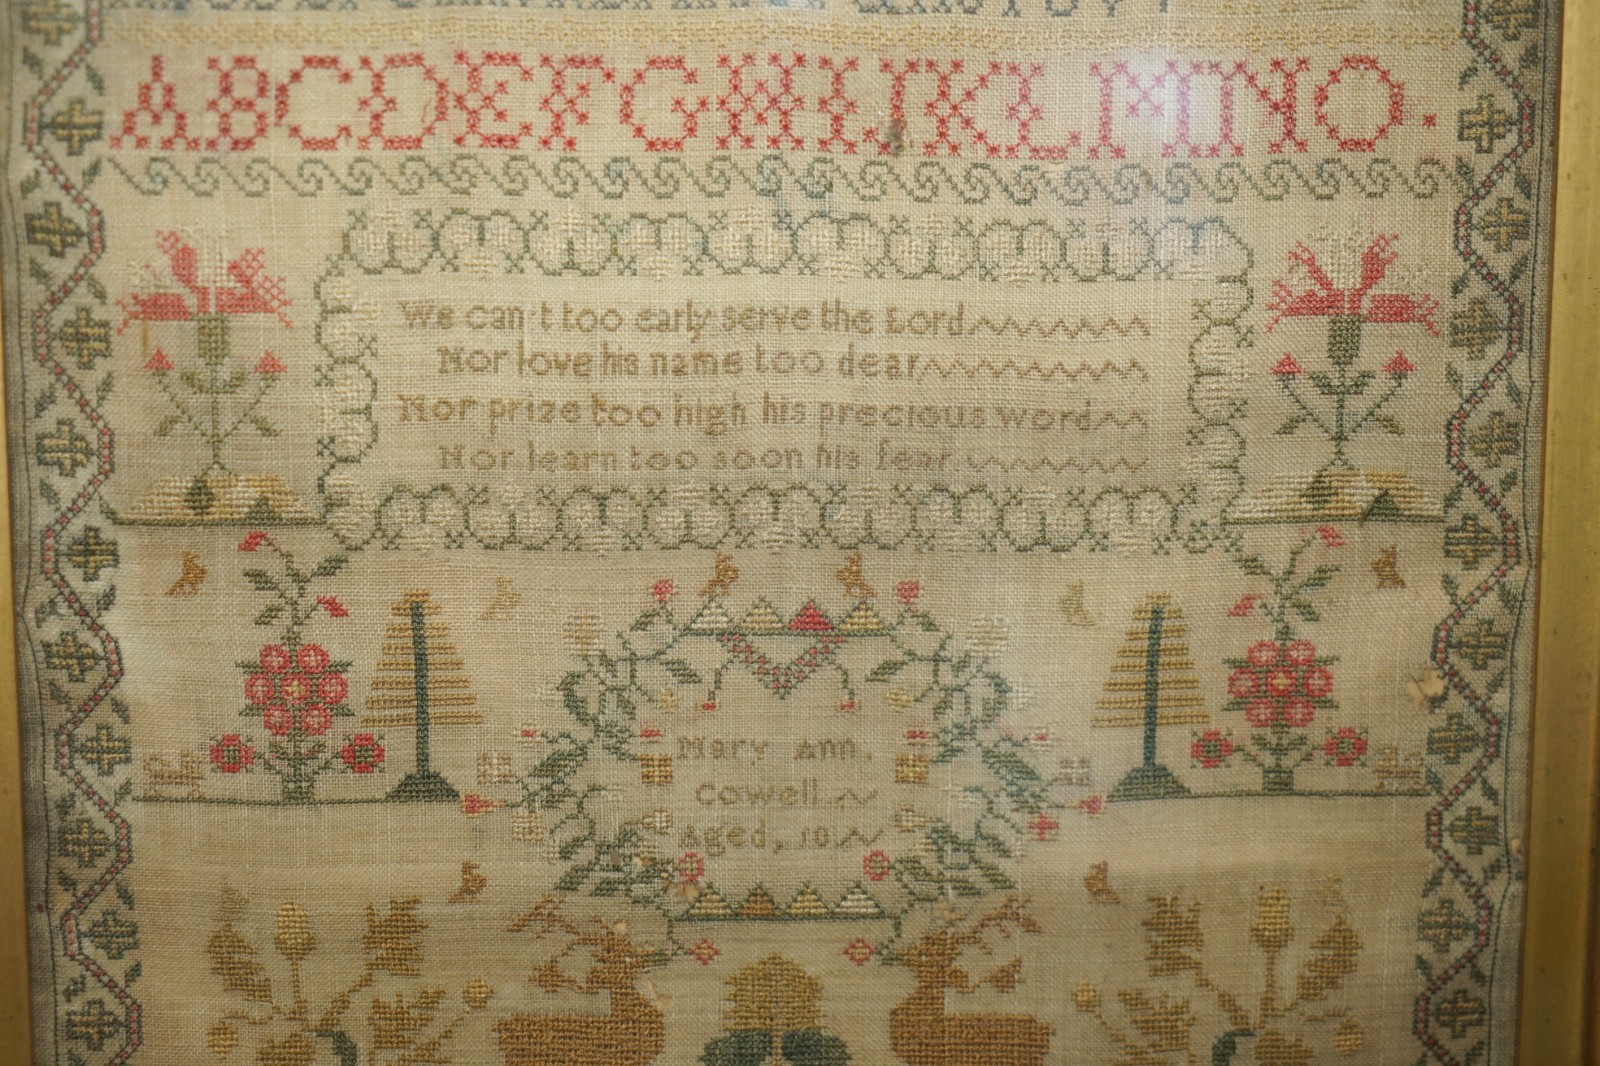 ABCDEFGHIJKLMNO.
We can't too early serve the Lord
Nor love his name too dear
Nor prize too high his precious word
Nor learn too soon his fear.
Mary Ann.
Cowell.
Aged, 10